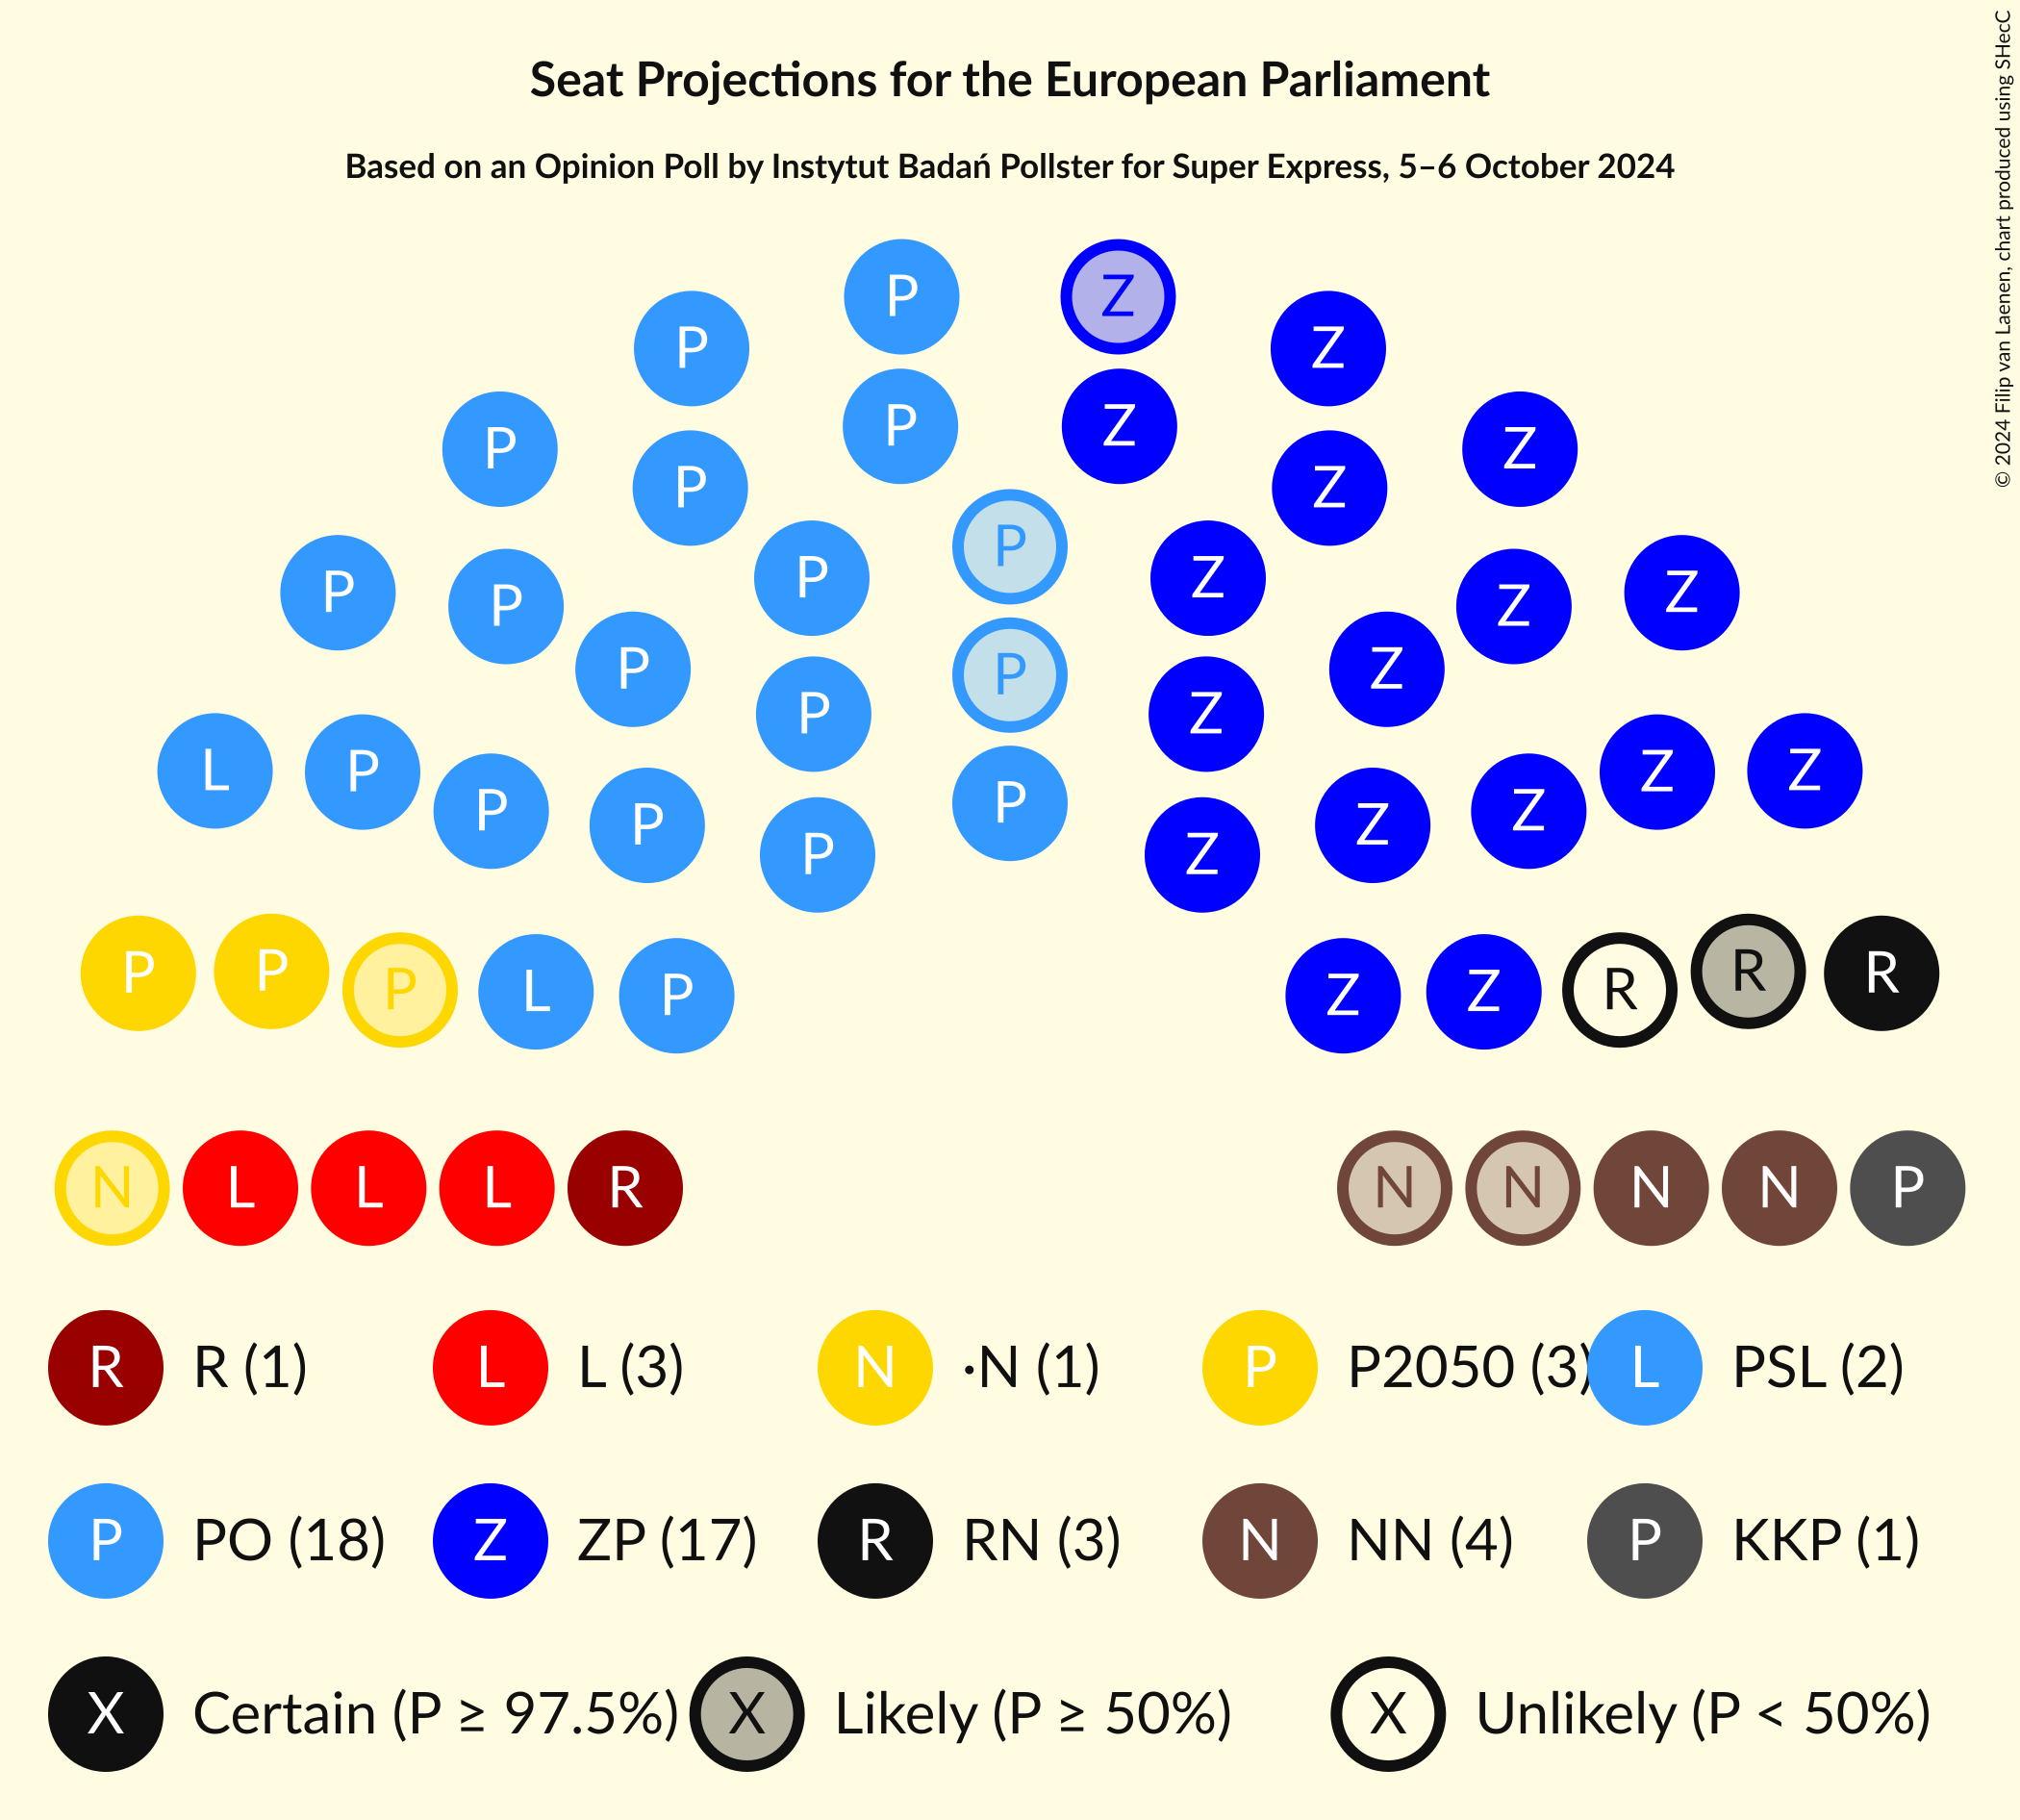 Seat Projections for the European Parliament
Based on an Opinion Poll by Instytut Badań Pollster for Super Express, 5–6 October 2024
© 2024 Filip van Laenen, chart produced using SHecC
P Z
P Z
P Z
P Z
P Z
P
P Z
P Z
P Z
P Z
P
P Z
P Z
L Z
P Z
P
P Z
P Z
P Z
P P P L P Z Z R R R
N L L L R N N N N P
R R (1) L L (3) N ·N (1) P P2050 (3) L PSL (2)
P PO (18) Z ZP (17) R RN (3) N NN (4) P KKP (1)
X Certain (P ≥ 97.5%) X Likely (P ≥ 50%) X Unlikely (P < 50%)